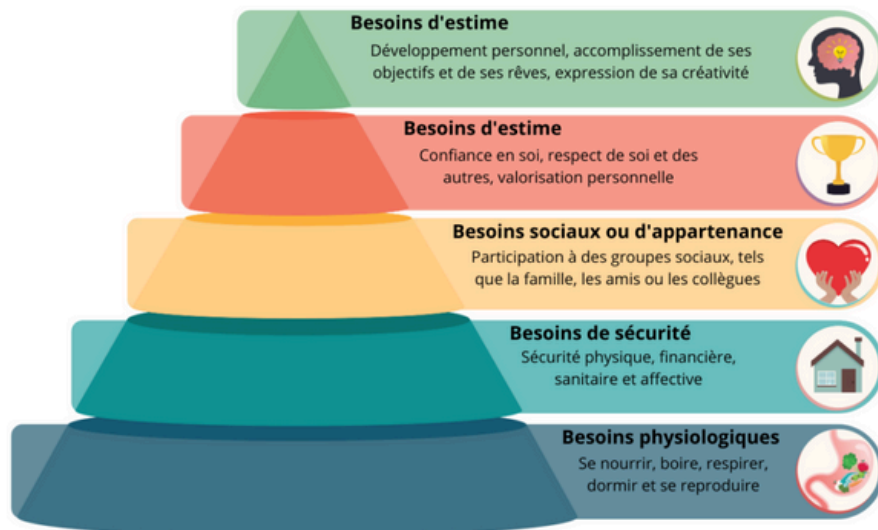 Besoins d'estime
Développement personnel, accomplissement de ses
objectifs et de ses rêves, expression de sa créativité
Besoins d'estime
Confiance en soi, respect de soi et des
autres, valorisation personnelle
Besoins sociaux ou d'appartenance
Participation à des groupes sociaux, tels
que la famille, les amis ou les collègues
Besoins de sécurité
Sécurité physique, financière,
sanitaire et affective
Besoins physiologiques
Se nourrir, boire, respirer,
dormir et se reproduire